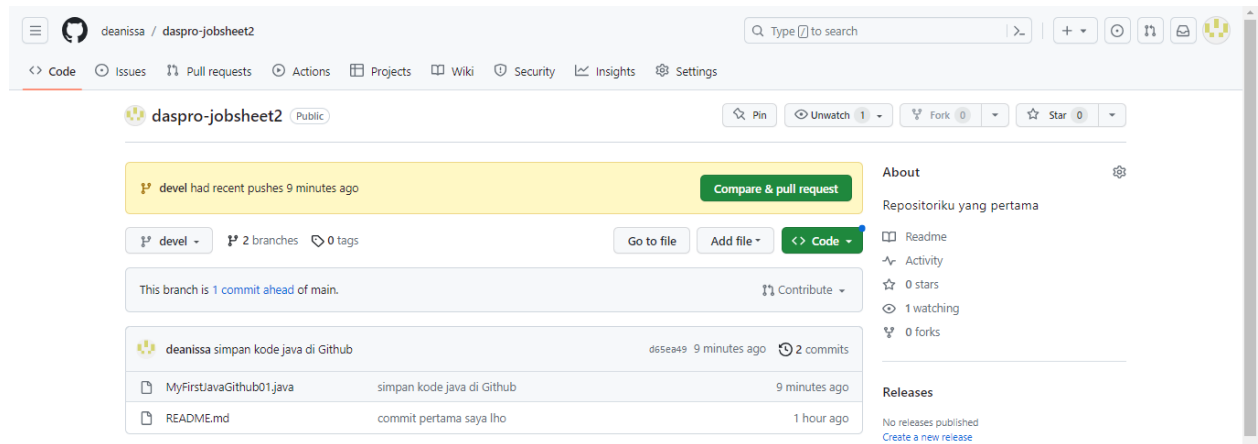 deanissa / daspro-jobsheet2
Type / to search
Code Issues Pull requests Actions Projects Wiki Security Insights Settings
daspro-jobsheet2 Public
Pin Unwatch 1 Fork 0 Star 0
devel had recent pushes 9 minutes ago Compare & pull request
devel 2 branches 0 tags Go to file Add file Code
This branch is 1 commit ahead of main. Contribute
deanissa simpan kode java di Github d65ea49 9 minutes ago 2 commits
MyFirstJavaGithub01.java simpan kode java di Github 9 minutes ago
README.md commit pertama saya lho 1 hour ago
About
Repositoriku yang pertama
Readme
Activity
0 stars
1 watching
0 forks
Releases
No releases published
Create a new release